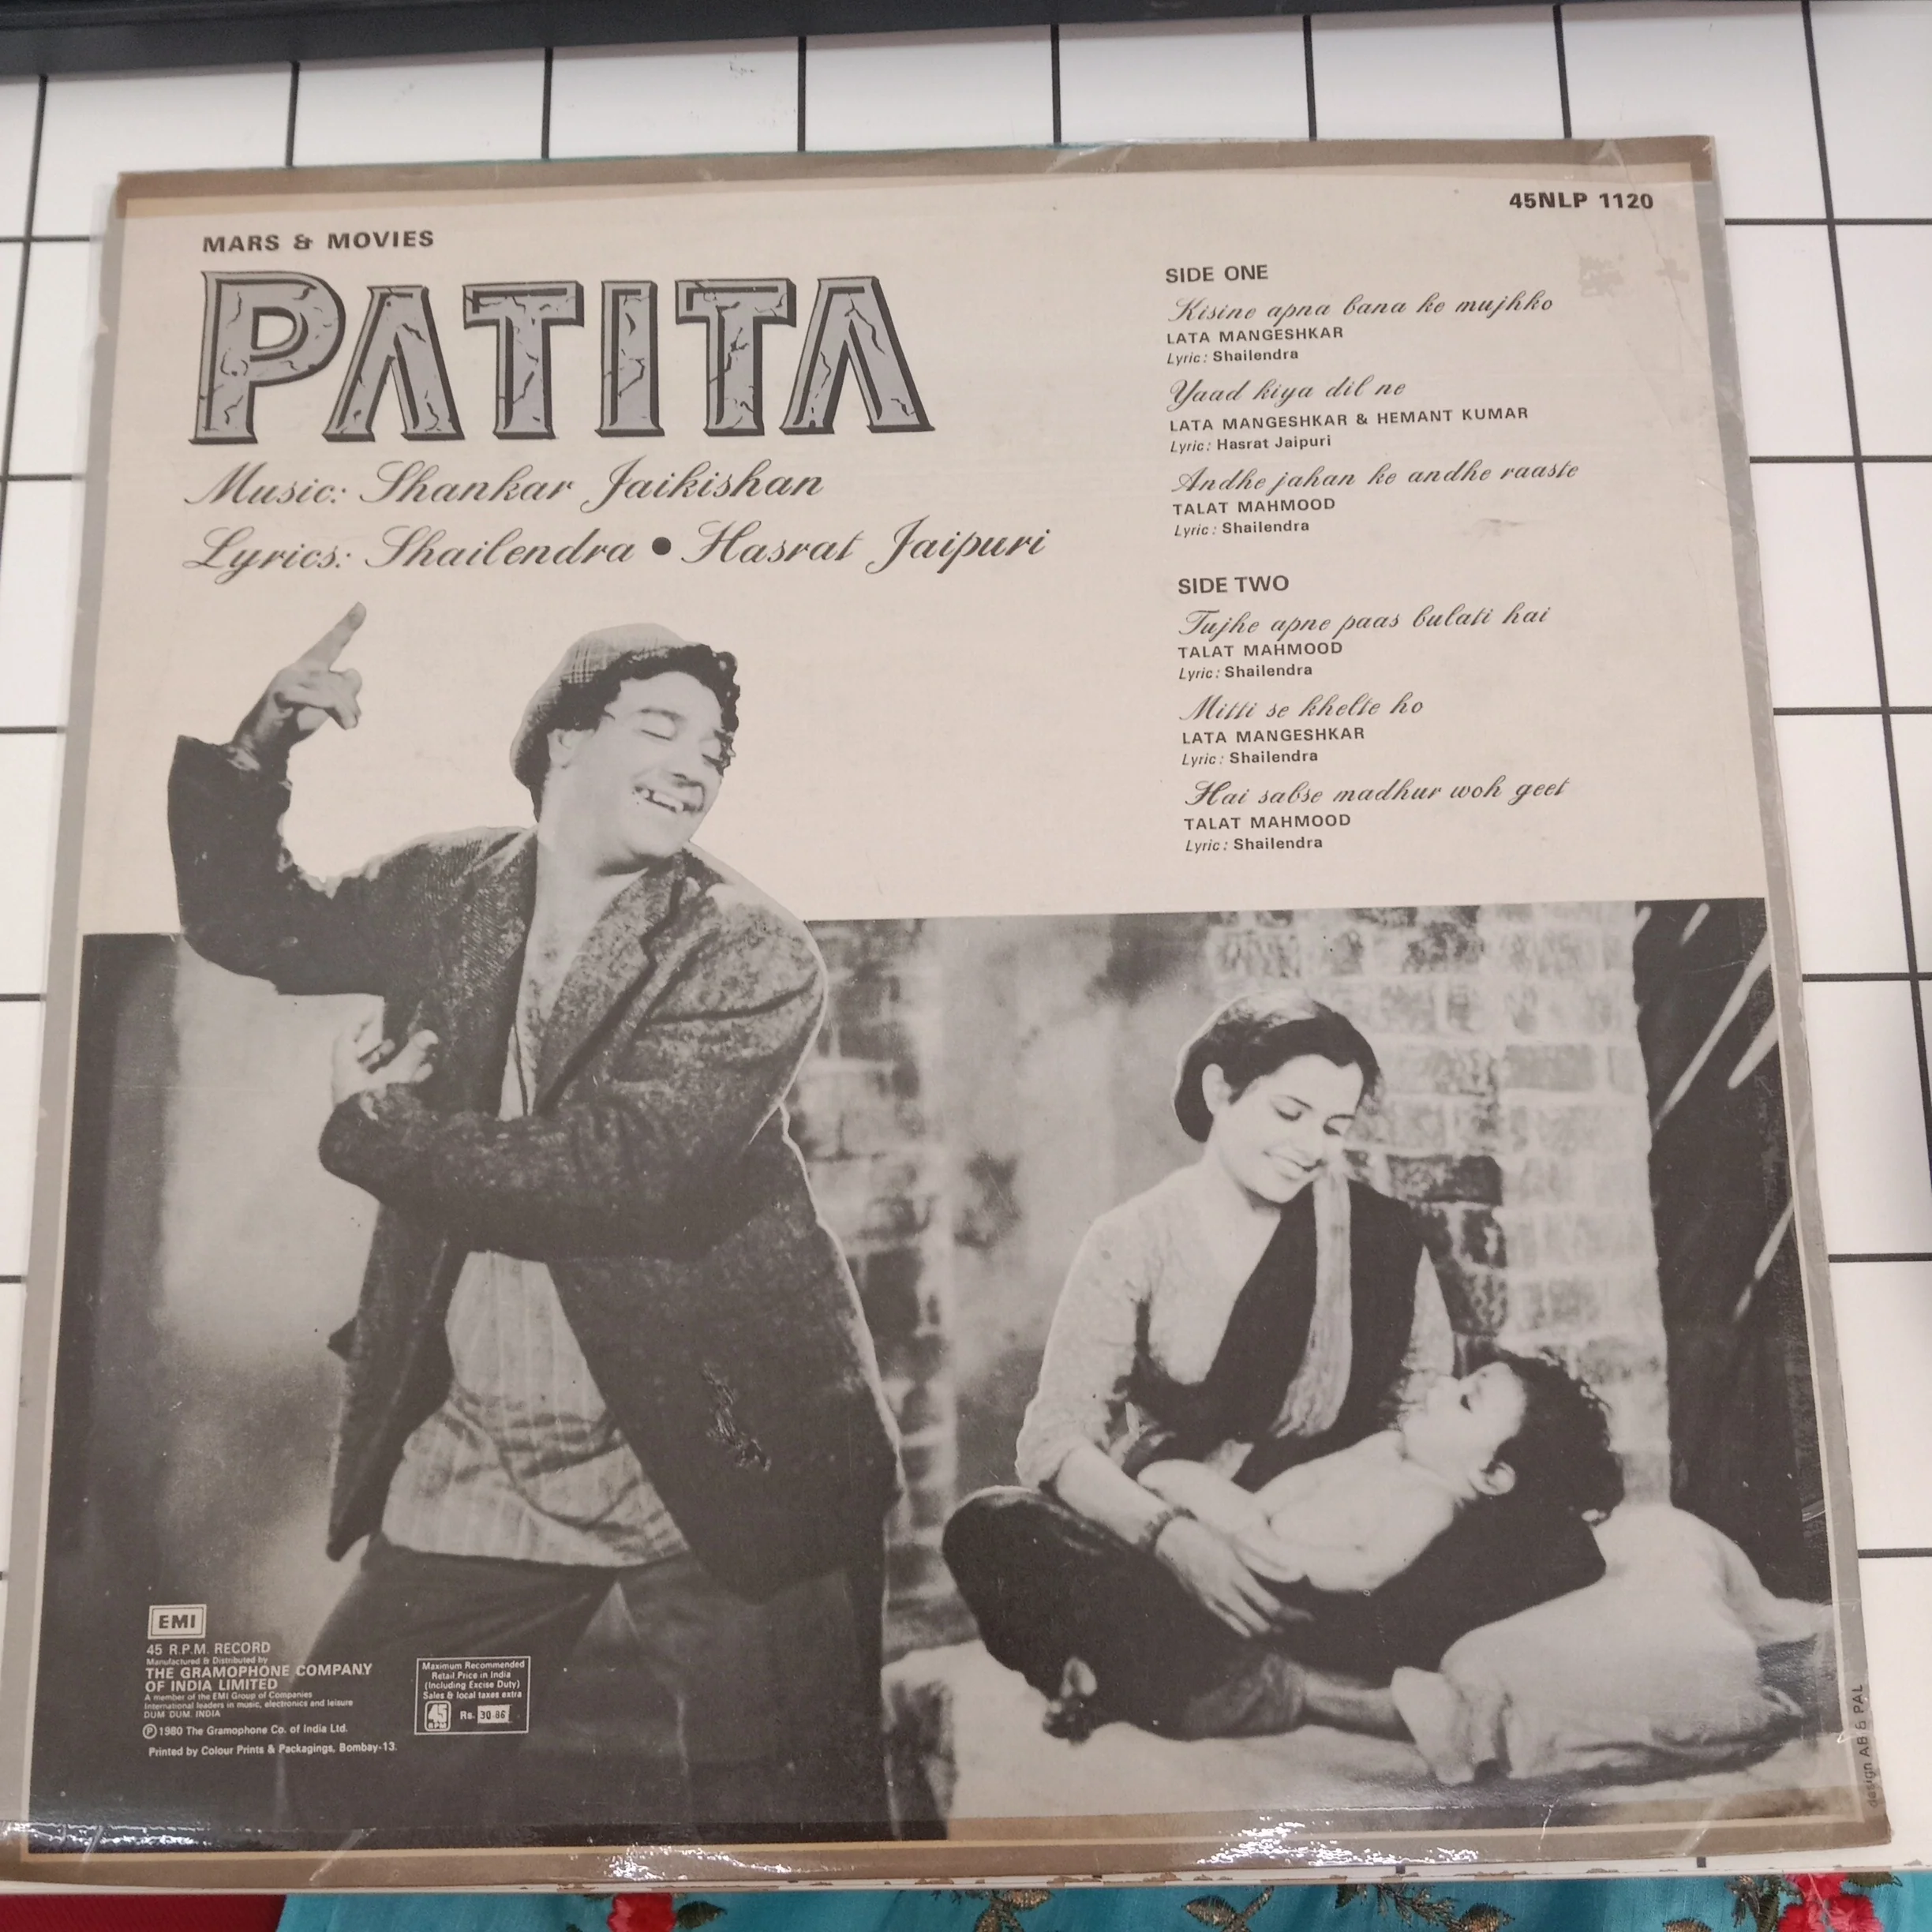 45NLP 1120
MARS & MOVIES
PATITA
Music: Shankar Jaikishan
Lyrics: Shailendra • Hasrat Jaipuri
SIDE ONE
Kisine apna bana ke mujhko
LATA MANGESHKAR
Lyric: Shailendra
Yaad kiya dil ne
LATA MANGESHKAR & HEMANT KUMAR
Lyric: Hasrat Jaipuri
Andhe jahan ke andhe raaste
TALAT MAHMOOD
Lyric: Shailendra
SIDE TWO
Tujhe apne paas bulati hai
TALAT MAHMOOD
Lyric: Shailendra
Mitti se khelte ho
LATA MANGESHKAR
Lyric: Shailendra
Hai sabse madhur woh geet
TALAT MAHMOOD
Lyric: Shailendra
EMI
45 R.P.M. RECORD
Manufactured & Distributed by
THE GRAMOPHONE COMPANY
OF INDIA LIMITED
A member of the EMI Group of Companies
International leaders in music, electronics and leisure
DUM DUM, INDIA
Ⓟ1980 The Gramophone Co. of India Ltd.
Printed by Colour Prints & Packagings, Bombay-13.
Maximum Recommended
Retail Price in India
(Including Excise Duty)
Sales & local taxes extra
45 RPM Rs. 30.86
design AB & PAL